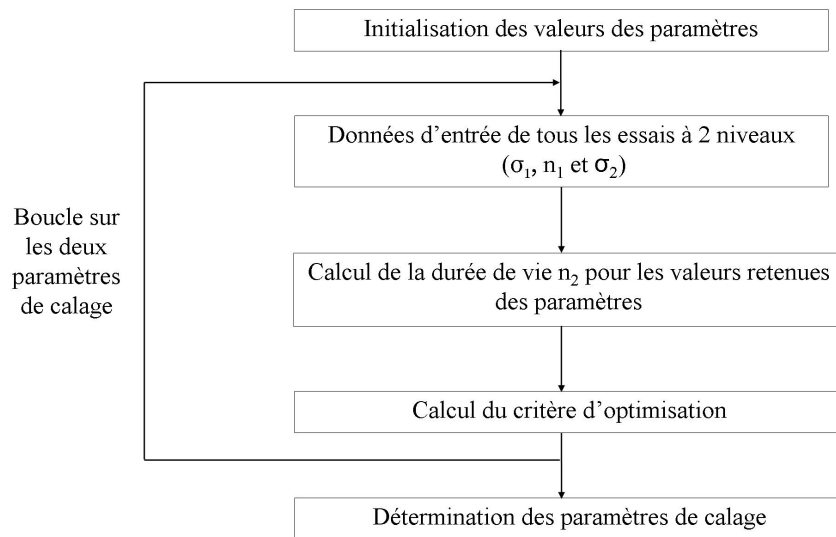 Initialisation des valeurs des paramètres
Données d’entrée de tous les essais à 2 niveaux
(σ₁, n₁ et σ₂)
Boucle sur
les deux
paramètres
de calage
Calcul de la durée de vie n₂ pour les valeurs retenues
des paramètres
Calcul du critère d’optimisation
Détermination des paramètres de calage